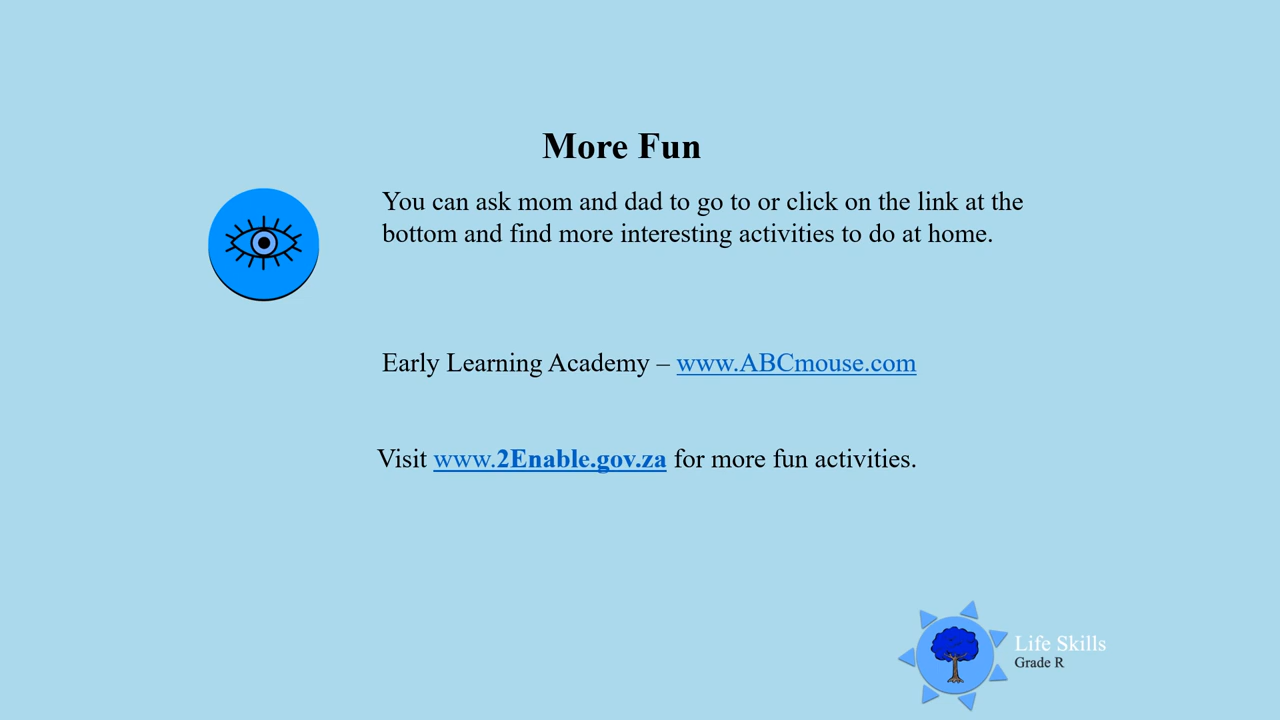 More Fun
You can ask mom and dad to go to or click on the link at the
bottom and find more interesting activities to do at home.
Early Learning Academy – www.ABCmouse.com
Visit www.2Enable.gov.za for more fun activities.
Life Skills
Grade R